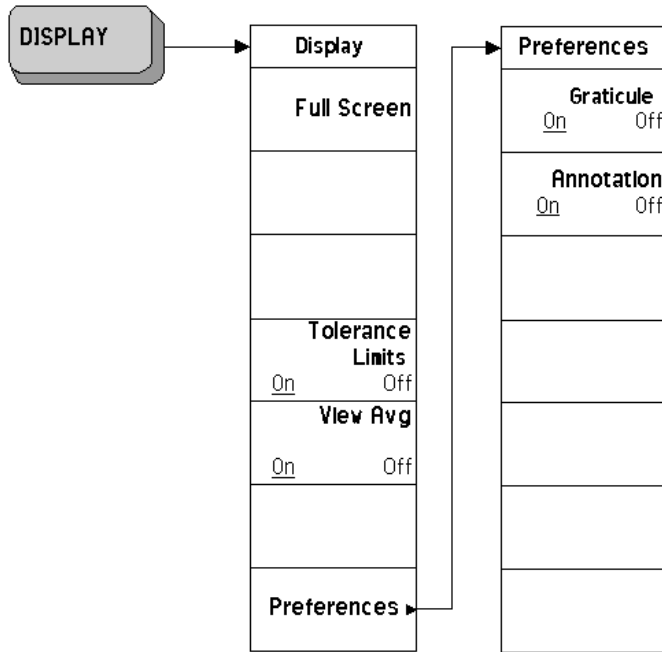 DISPLAY
Display
Full Screen
Tolerance
Limits
On Off
View Avg
On Off
Preferences
Preferences
Graticule
On Off
Annotation
On Off